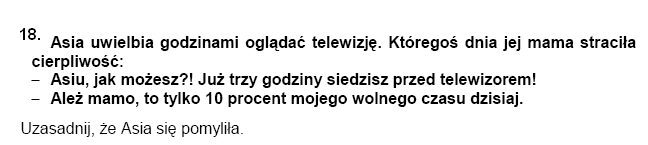 18. Asia uwielbia godzinami oglądać telewizję. Któregoś dnia jej mama straciła
cierpliwość:
– Asiu, jak możesz?! Już trzy godziny siedzisz przed telewizorem!
– Ależ mamo, to tylko 10 procent mojego wolnego czasu dzisiaj.
Uzasadnij, że Asia się pomyliła.